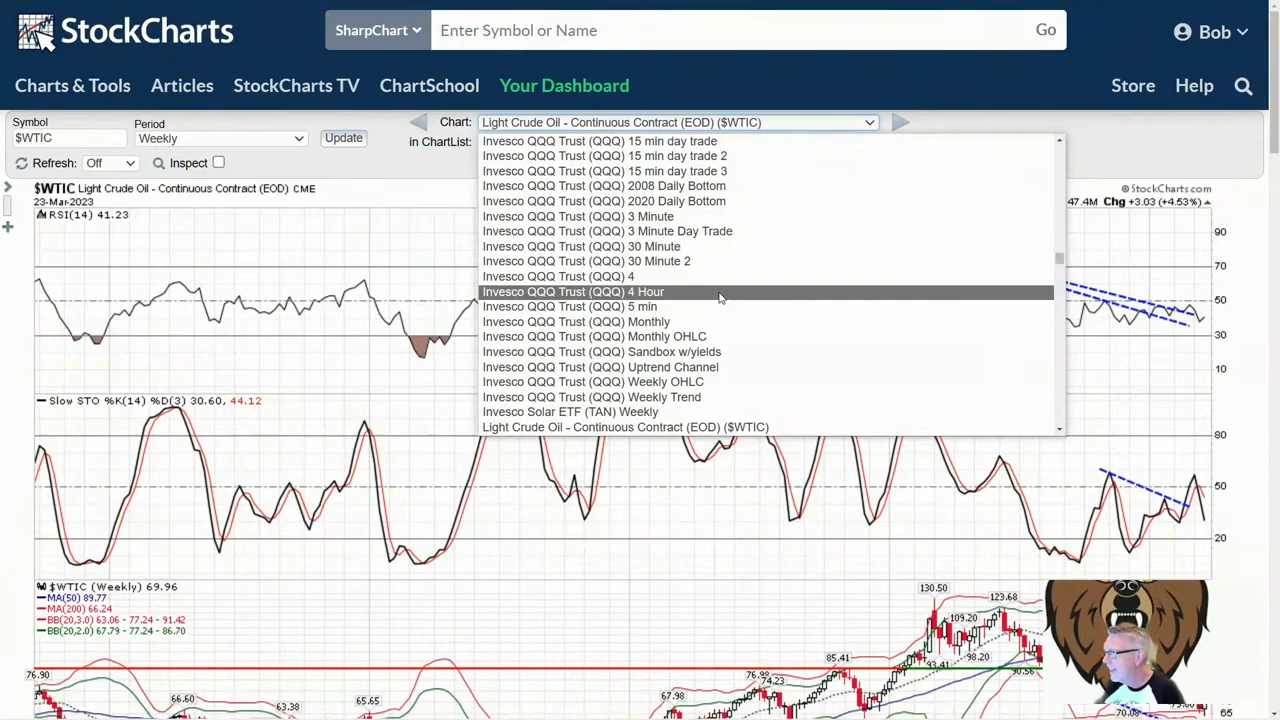 StockCharts
SharpChart
Enter Symbol or Name
Go
Bob
Charts & Tools
Articles
StockCharts TV
ChartSchool
Your Dashboard
Store
Help
Symbol
$WTIC
Period
Weekly
Update
Chart:
Light Crude Oil - Continuous Contract (EOD) ($WTIC)
in ChartList:
Refresh:
Off
Inspect
Invesco QQQ Trust (QQQ) 15 min day trade
Invesco QQQ Trust (QQQ) 15 min day trade 2
Invesco QQQ Trust (QQQ) 15 min day trade 3
Invesco QQQ Trust (QQQ) 2008 Daily Bottom
Invesco QQQ Trust (QQQ) 2020 Daily Bottom
Invesco QQQ Trust (QQQ) 3 Minute
Invesco QQQ Trust (QQQ) 3 Minute Day Trade
Invesco QQQ Trust (QQQ) 30 Minute
Invesco QQQ Trust (QQQ) 30 Minute 2
Invesco QQQ Trust (QQQ) 4
Invesco QQQ Trust (QQQ) 4 Hour
Invesco QQQ Trust (QQQ) 5 min
Invesco QQQ Trust (QQQ) Monthly
Invesco QQQ Trust (QQQ) Monthly OHLC
Invesco QQQ Trust (QQQ) Sandbox w/yields
Invesco QQQ Trust (QQQ) Uptrend Channel
Invesco QQQ Trust (QQQ) Weekly OHLC
Invesco QQQ Trust (QQQ) Weekly Trend
Invesco Solar ETF (TAN) Weekly
Light Crude Oil - Continuous Contract (EOD) ($WTIC)
$WTIC Light Crude Oil - Continuous Contract (EOD) CME
© StockCharts.com
23-Mar-2023
47.4M Chg +3.03 (+4.53%)
RSI(14) 41.23
90
70
50
30
10
Slow STO %K(14) %D(3) 30.60, 44.12
80
50
20
$WTIC (Weekly) 69.96
MA(50) 89.77
MA(200) 66.24
BB(20,3.0) 63.06 - 77.24 - 91.42
BB(20,2.0) 67.79 - 77.24 - 86.70
130.50
123.68
109.20
98.20
93.41
90.56
85.41
76.90
74.23
67.98
66.60
65.65
63.38
65